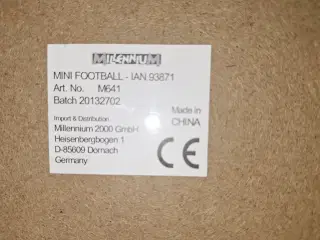 MILLENNIUM
MINI FOOTBALL - IAN 93871
Art. No. M641
Batch 20132702
Made in
CHINA
Import & Distribution
Millennium 2000 GmbH
Heisenbergbogen 1
D-85609 Dornach
Germany
CE